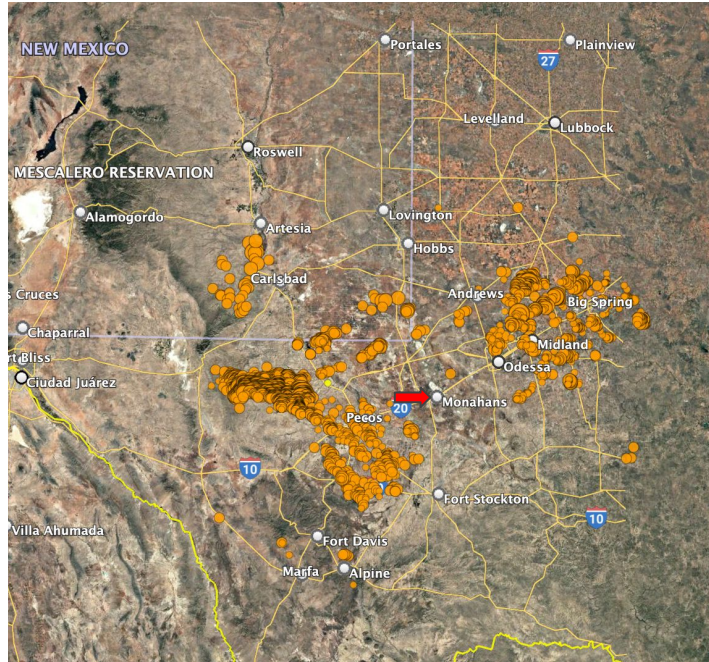 NEW MEXICO
Portales
Plainview
27
Levelland
Lubbock
Roswell
MESCALERO RESERVATION
Alamogordo
Artesia
Lovington
Hobbs
Carlsbad
s Cruces
Andrews
Big Spring
Chaparral
Midland
rt Bliss
Odessa
Ciudad Juárez
20
Monahans
Pecos
10
Fort Stockton
10
Villa Ahumada
Fort Davis
Marfa
Alpine